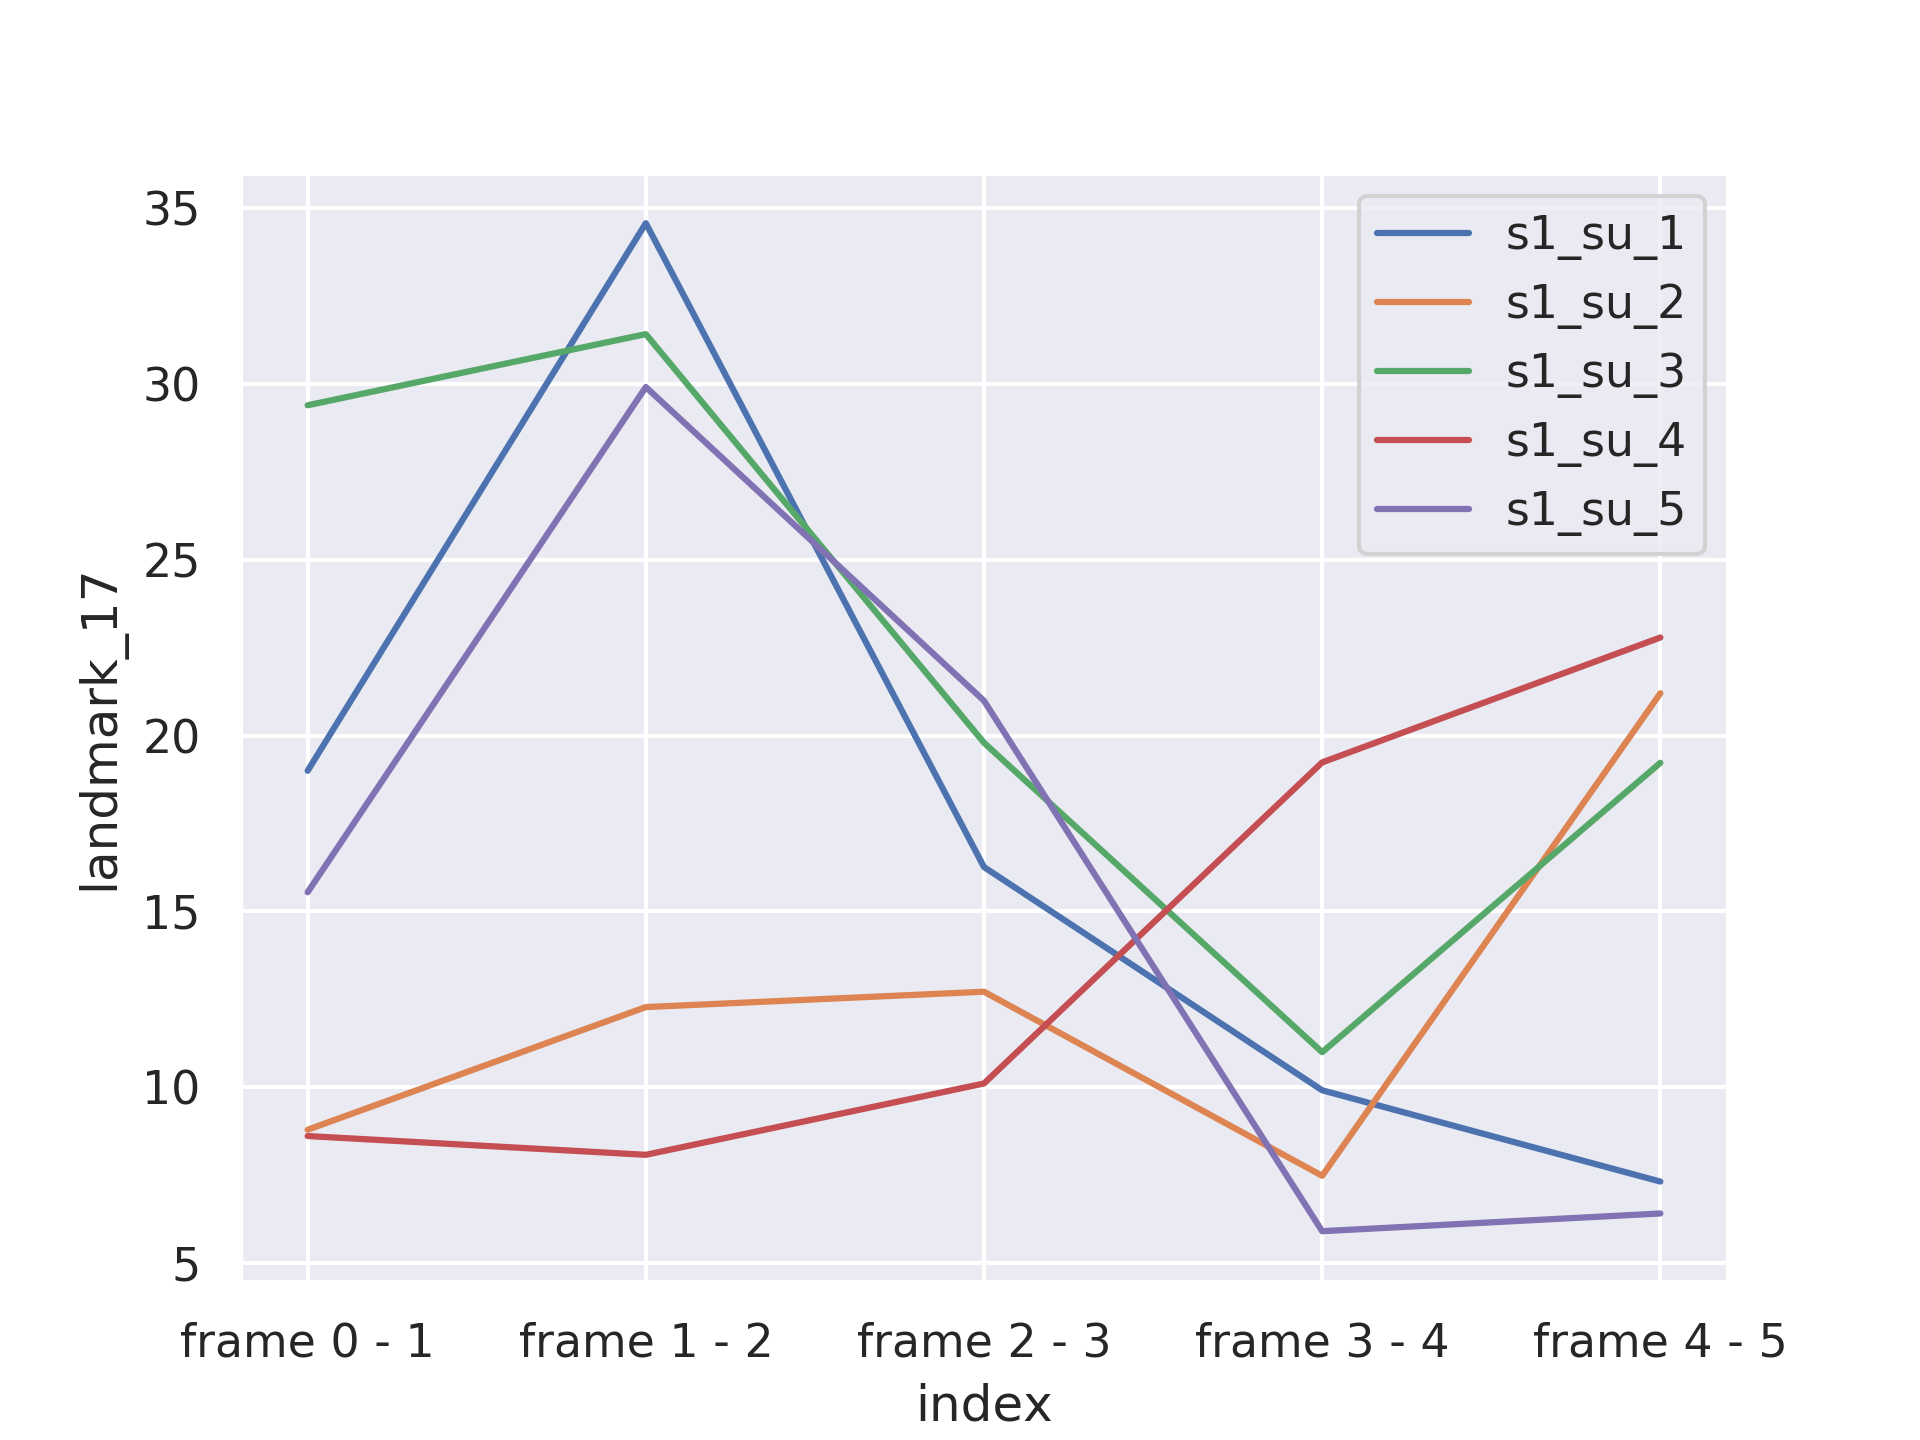 35
30
25
20
15
10
5
landmark_17
s1_su_1
s1_su_2
s1_su_3
s1_su_4
s1_su_5
frame 0 - 1 frame 1 - 2 frame 2 - 3 frame 3 - 4 frame 4 - 5
index